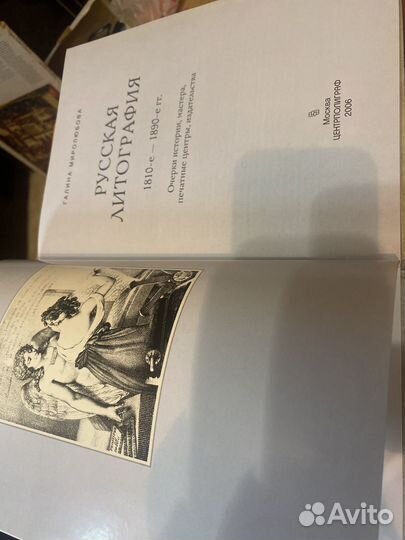 ГАЛИНА МИРОЛЮБОВА
РУССКАЯ
ЛИТОГРАФИЯ
1810-е — 1890-е гг.
Очерки истории, мастера,
печатные центры, издательства
Москва
ЦЕНТРПОЛИГРАФ
2006
Avito